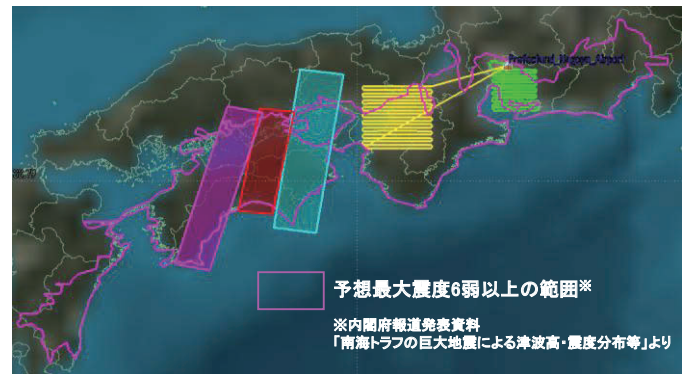 Prefectural_Nagoya_Airport
予想最大震度6弱以上の範囲※
※内閣府報道発表資料
「南海トラフの巨大地震による津波高・震度分布等」より